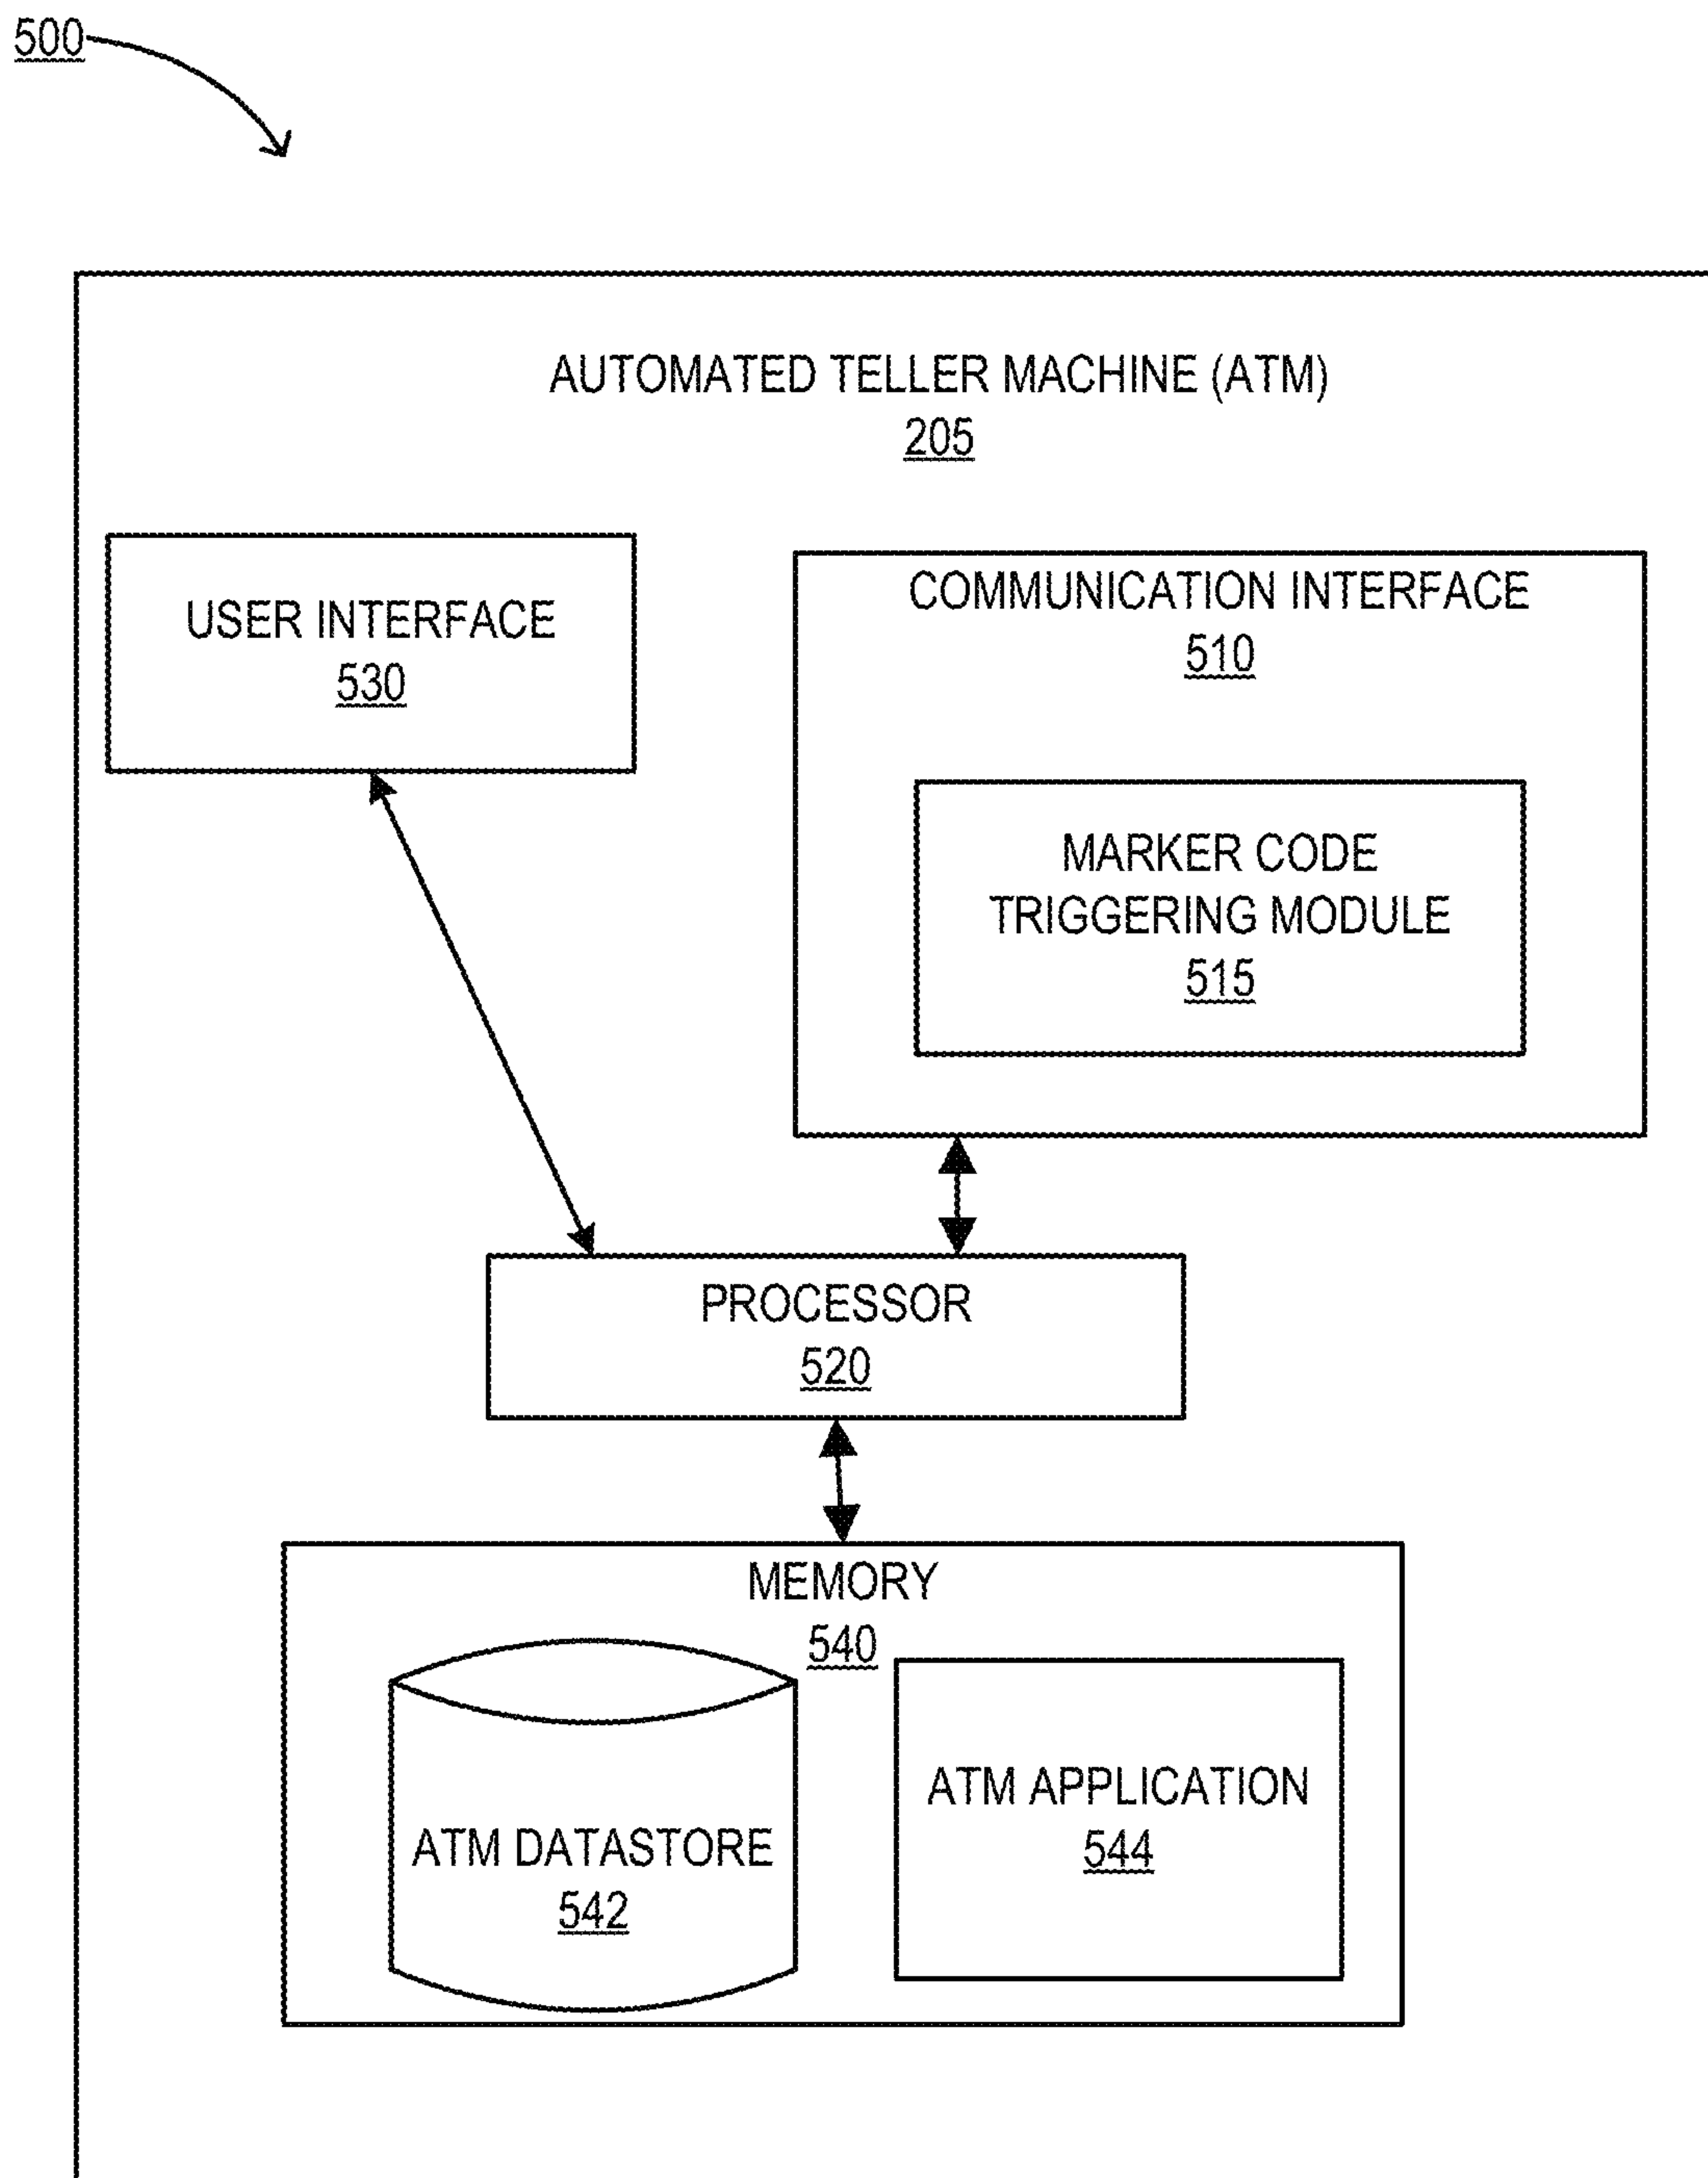 500
AUTOMATED TELLER MACHINE (ATM)
205
USER INTERFACE
530
COMMUNICATION INTERFACE
510
MARKER CODE
TRIGGERING MODULE
515
PROCESSOR
520
MEMORY
540
ATM DATASTORE
542
ATM APPLICATION
544